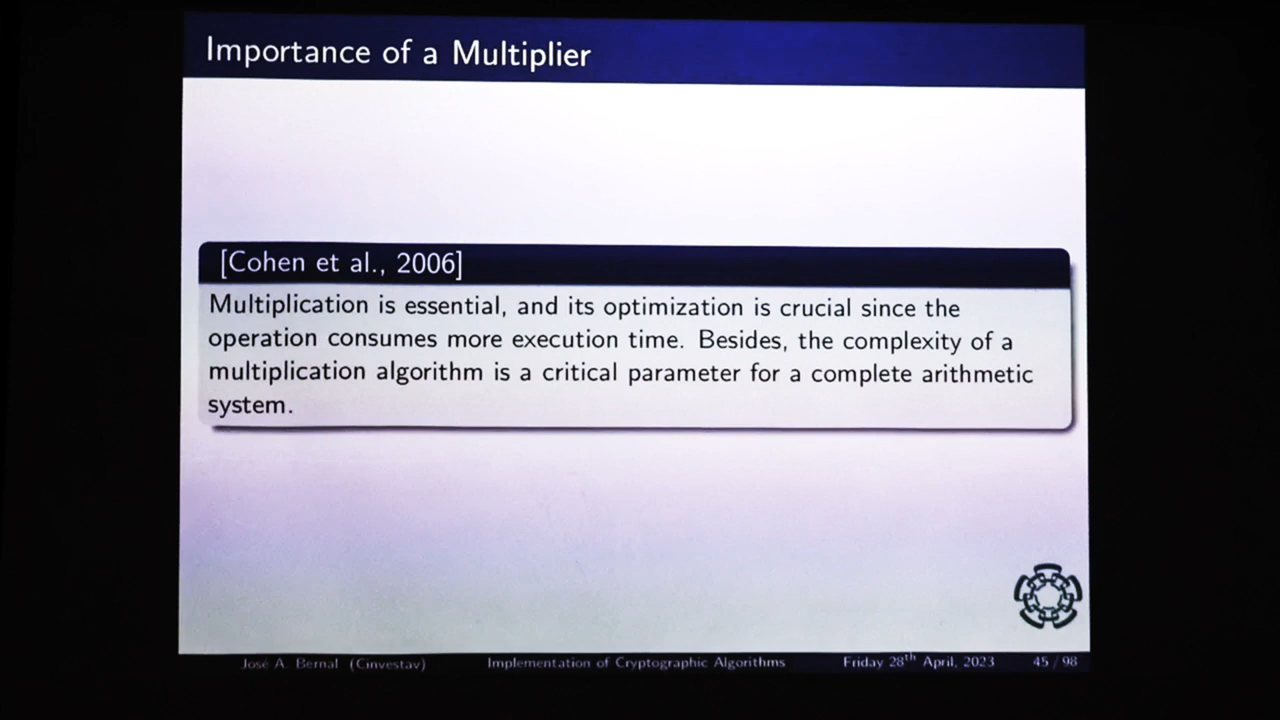 Importance of a Multiplier
[Cohen et al., 2006]
Multiplication is essential, and its optimization is crucial since the
operation consumes more execution time. Besides, the complexity of a
multiplication algorithm is a critical parameter for a complete arithmetic
system.
José A. Bernal (Cinvestav) Implementation of Cryptographic Algorithms Friday 28th April, 2023 45 / 98